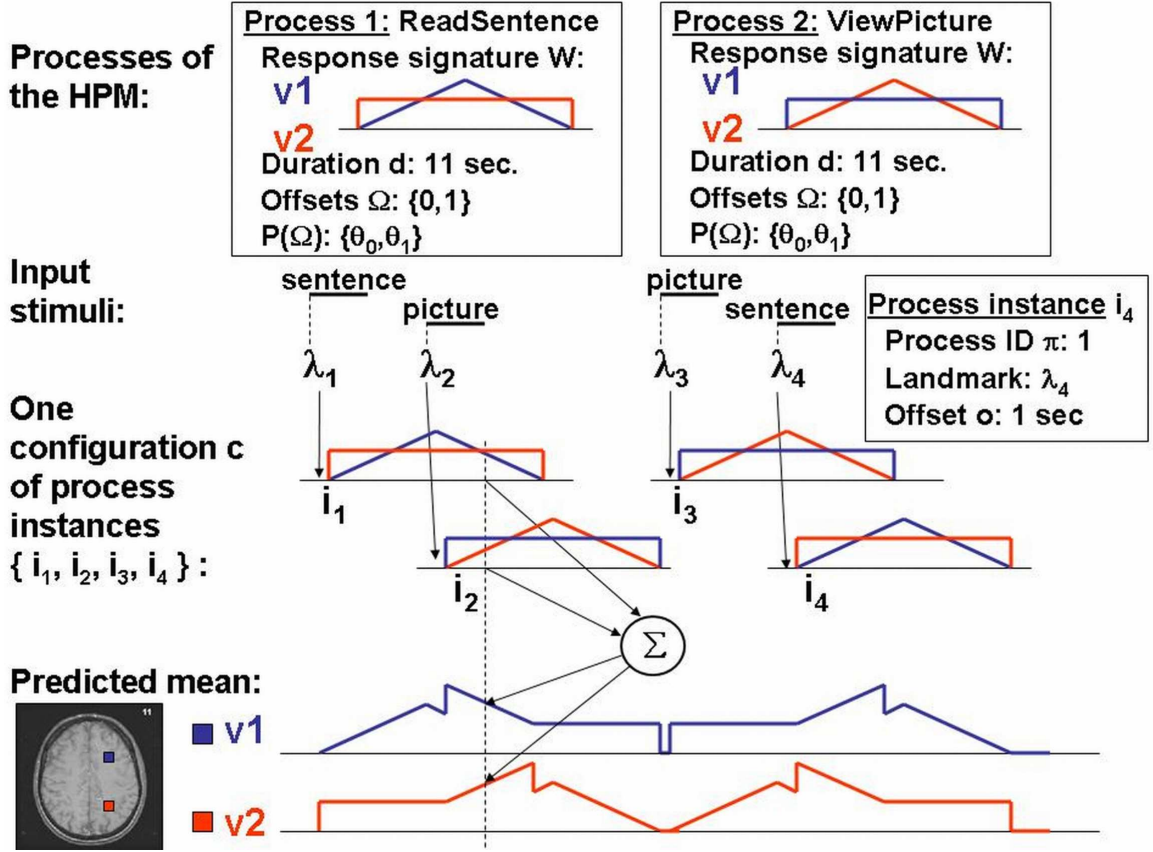 Processes of
the HPM:
Process 1: ReadSentence
Response signature W:
v1
v2
Duration d: 11 sec.
Offsets Ω: {0,1}
P(Ω): {θ₀,θ₁}
Process 2: ViewPicture
Response signature W:
v1
v2
Duration d: 11 sec.
Offsets Ω: {0,1}
P(Ω): {θ₀,θ₁}
Input
stimuli:
sentence
picture
picture
sentence
λ₁
λ₂
λ₃
λ₄
Process instance i₄
Process ID π: 1
Landmark: λ₄
Offset o: 1 sec
One
configuration c
of process
instances
{ i₁, i₂, i₃, i₄ } :
i₁
i₂
i₃
i₄
Σ
Predicted mean:
11
v1
v2